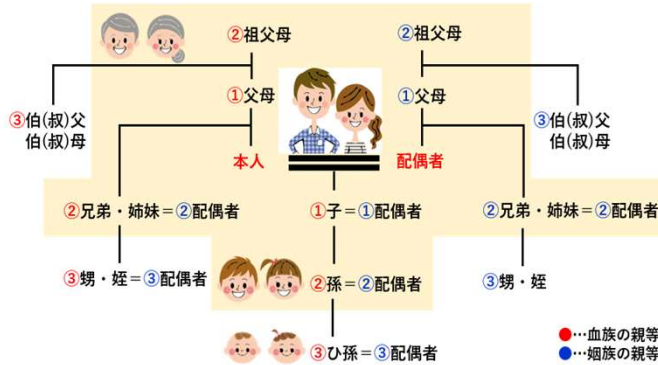 ②祖父母
②祖父母
①父母
①父母
③伯(叔)父
伯(叔)母
③伯(叔)父
伯(叔)母
本人
配偶者
②兄弟・姉妹=②配偶者
①子=①配偶者
②兄弟・姉妹=②配偶者
③甥・姪=③配偶者
②孫=②配偶者
③甥・姪
③ひ孫=③配偶者
●…血族の親等
●…姻族の親等